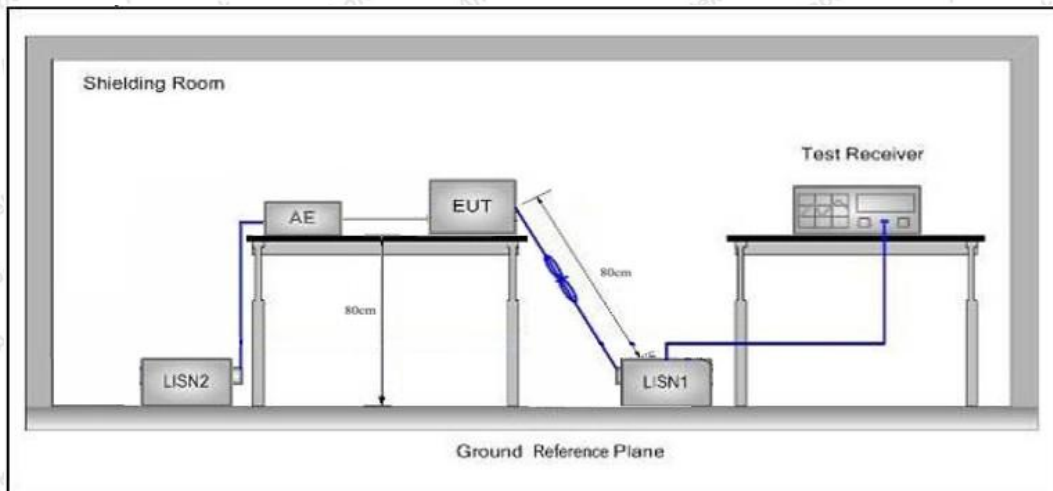 Shielding Room
Test Receiver
EUT
AE
80cm
80cm
LISN2
LISN1
Ground Reference Plane